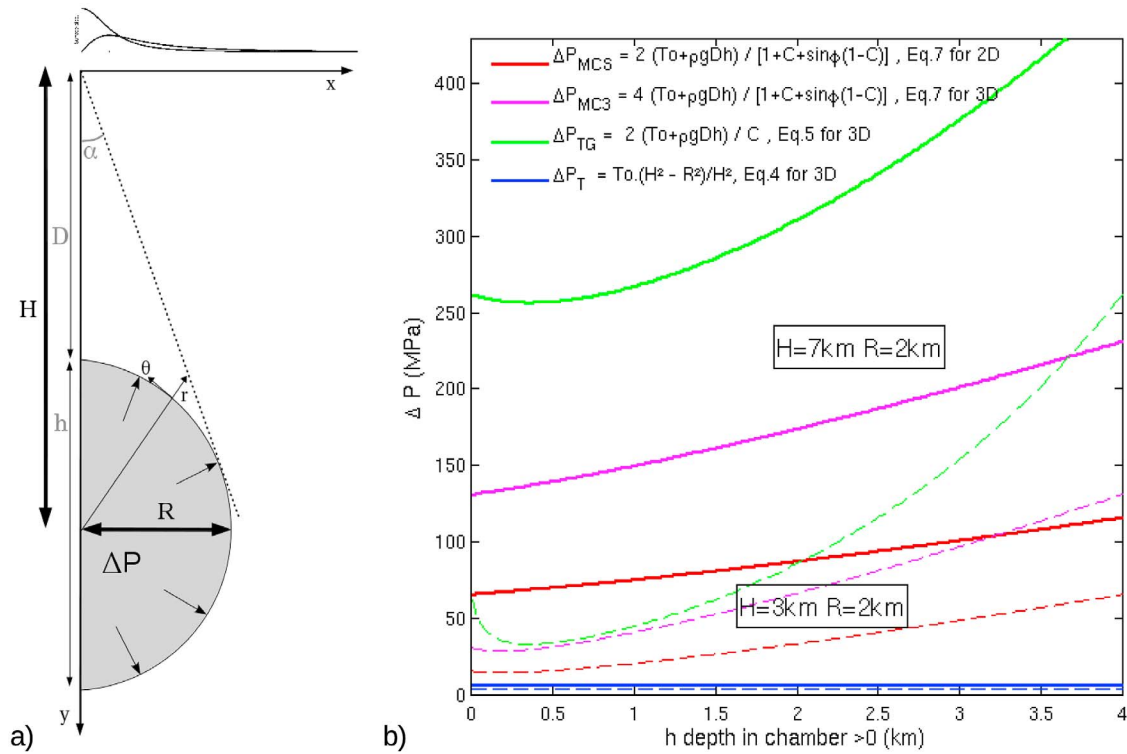 x
α
D
H
θ
r
h
R
ΔP
y
a)
ΔP_MCS = 2 (To+ρgDh) / [1+C+sinϕ(1-C)] , Eq.7 for 2D
ΔP_MC3 = 4 (To+ρgDh) / [1+C+sinϕ(1-C)] , Eq.7 for 3D
ΔP_TG = 2 (To+ρgDh) / C , Eq.5 for 3D
ΔP_T = To.(H² - R²)/H², Eq.4 for 3D
400
350
300
250
200
150
100
50
0
Δ P (MPa)
H=7km R=2km
H=3km R=2km
0 0.5 1 1.5 2 2.5 3 3.5 4
h depth in chamber >0 (km)
b)